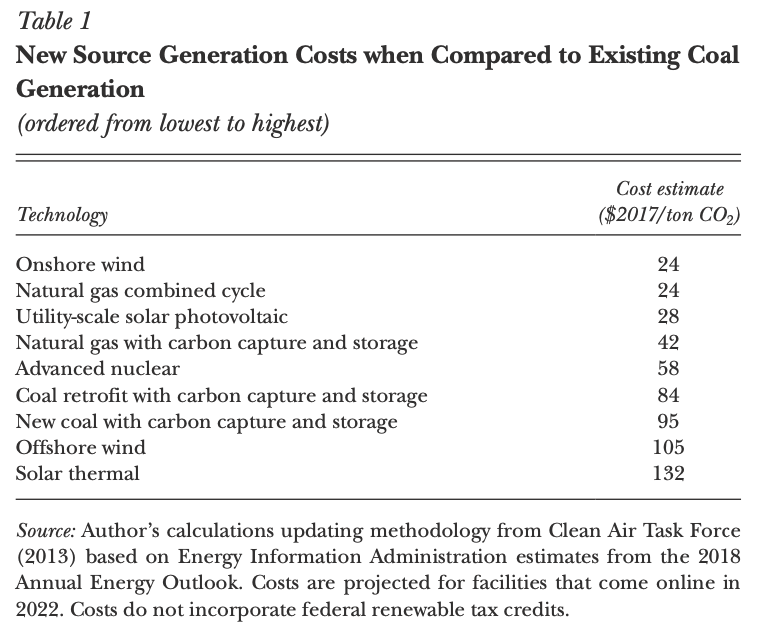 Table 1
New Source Generation Costs when Compared to Existing Coal
Generation
(ordered from lowest to highest)
Cost estimate
Technology ($2017/ton CO₂)
Onshore wind 24
Natural gas combined cycle 24
Utility-scale solar photovoltaic 28
Natural gas with carbon capture and storage 42
Advanced nuclear 58
Coal retrofit with carbon capture and storage 84
New coal with carbon capture and storage 95
Offshore wind 105
Solar thermal 132
Source: Author’s calculations updating methodology from Clean Air Task Force
(2013) based on Energy Information Administration estimates from the 2018
Annual Energy Outlook. Costs are projected for facilities that come online in
2022. Costs do not incorporate federal renewable tax credits.